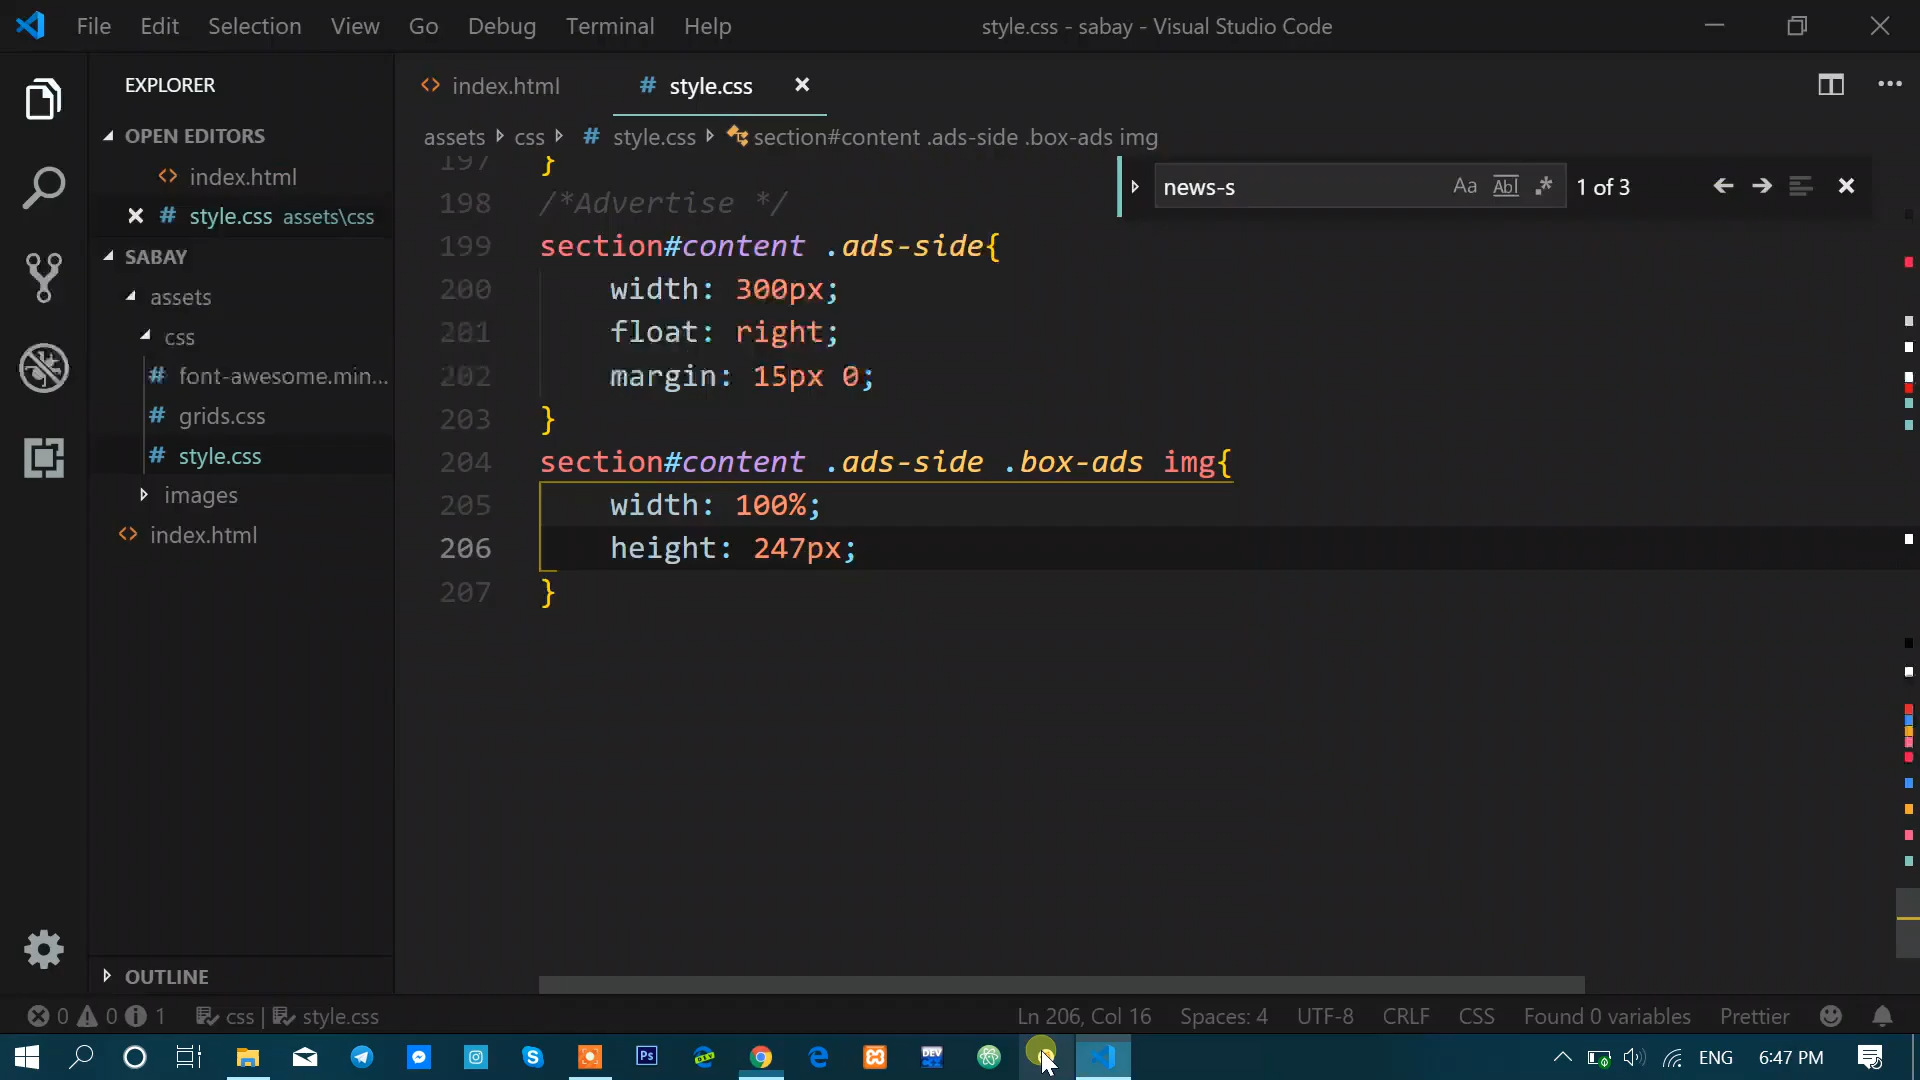 File Edit Selection View Go Debug Terminal Help
style.css - sabay - Visual Studio Code
EXPLORER
OPEN EDITORS
index.html
style.css assets\css
SABAY
assets
css
font-awesome.min...
grids.css
style.css
images
index.html
OUTLINE
index.html
# style.css
assets css # style.css section#content .ads-side .box-ads img
news-s Aa Abl .* 1 of 3
197 }
198 /*Advertise */
199 section#content .ads-side{
200 width: 300px;
201 float: right;
202 margin: 15px 0;
203 }
204 section#content .ads-side .box-ads img{
205 width: 100%;
206 height: 247px;
207 }
0 0 1 css | style.css
Ln 206, Col 16 Spaces: 4 UTF-8 CRLF CSS Found 0 variables Prettier
Ps
DEV
ENG 6:47 PM